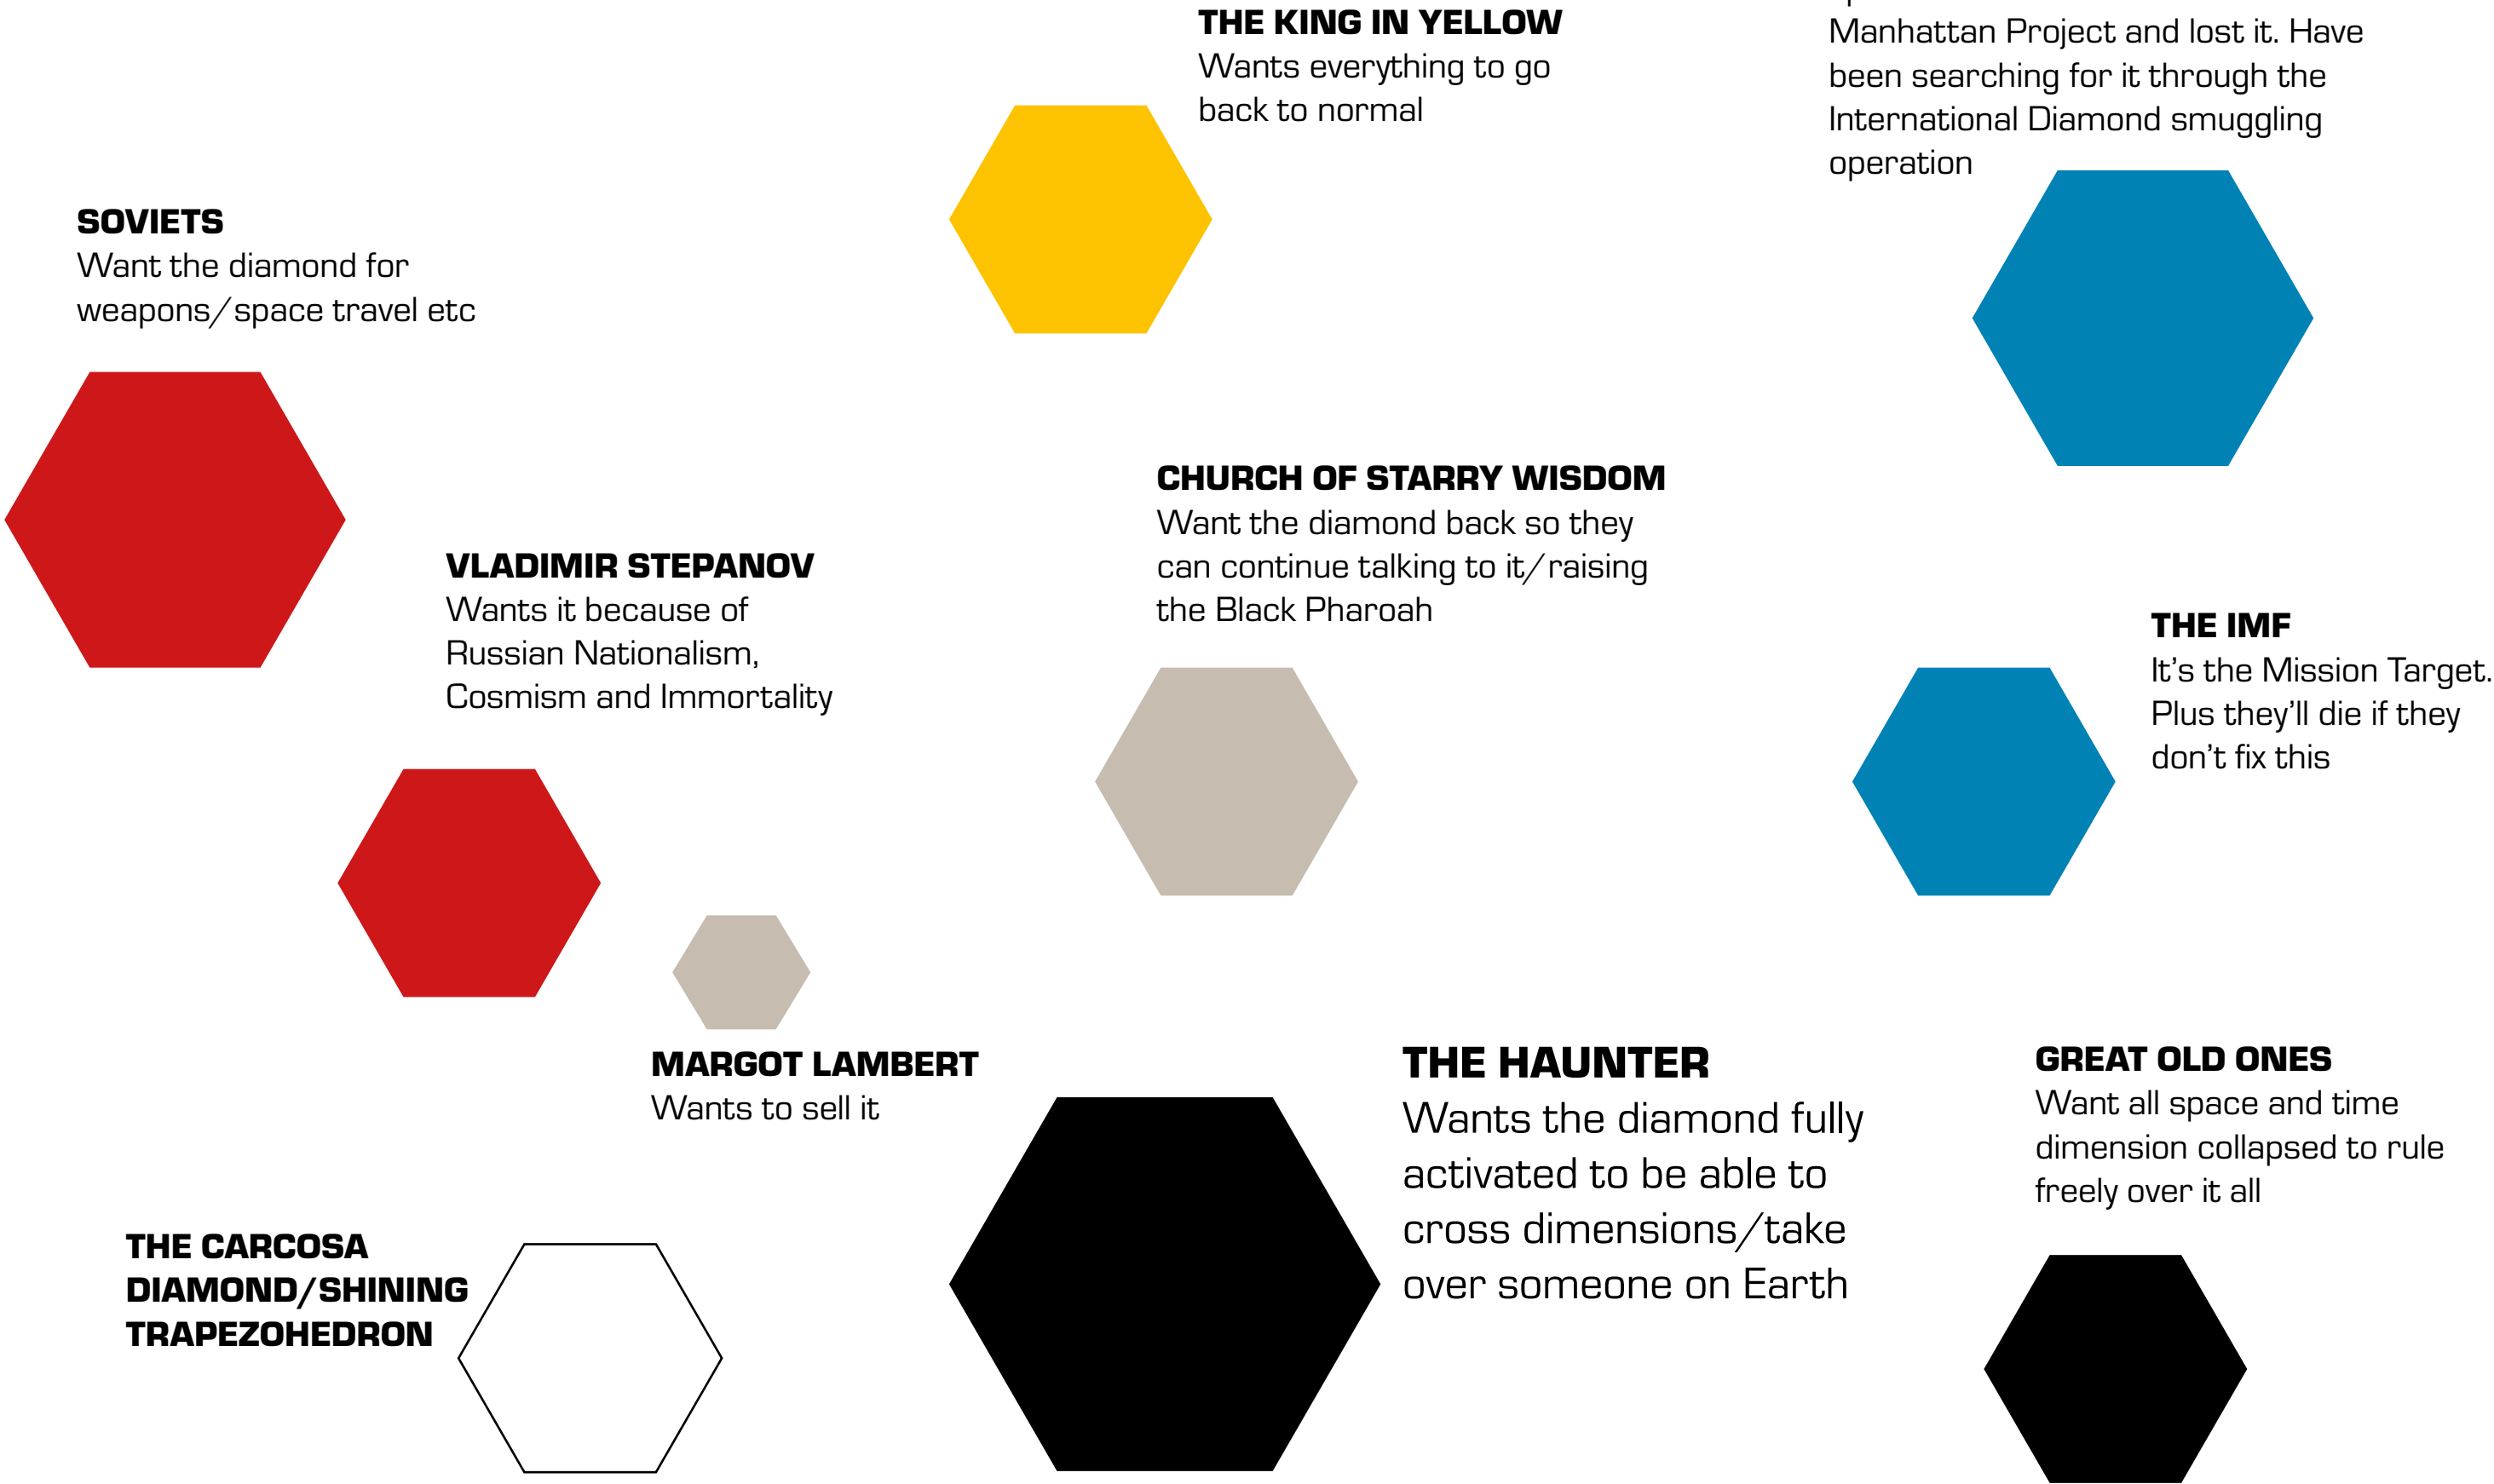 THE KING IN YELLOW
Wants everything to go
back to normal
Manhattan Project and lost it. Have
been searching for it through the
International Diamond smuggling
operation
SOVIETS
Want the diamond for
weapons/space travel etc
CHURCH OF STARRY WISDOM
Want the diamond back so they
can continue talking to it/raising
the Black Pharoah
VLADIMIR STEPANOV
Wants it because of
Russian Nationalism,
Cosmism and Immortality
THE IMF
It's the Mission Target.
Plus they'll die if they
don't fix this
MARGOT LAMBERT
Wants to sell it
THE HAUNTER
Wants the diamond fully
activated to be able to
cross dimensions/take
over someone on Earth
GREAT OLD ONES
Want all space and time
dimension collapsed to rule
freely over it all
THE CARCOSA
DIAMOND/SHINING
TRAPEZOHEDRON